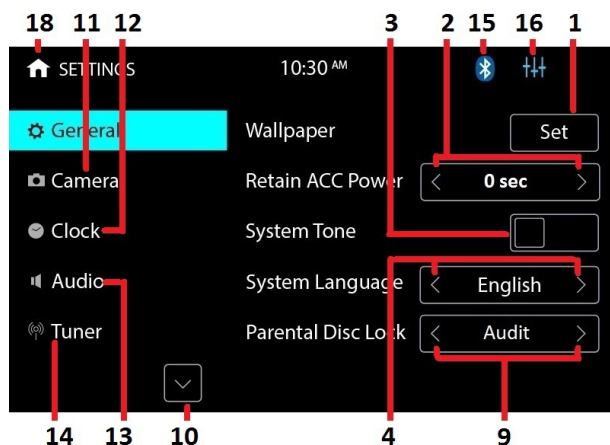 18 11 12 3 2 15 16 1
SETTINGS 10:30 AM
General Wallpaper Set
Camera Retain ACC Power 0 sec
Clock System Tone
Audio System Language English
Tuner Parental Disc Lock Audit
14 13 10 4 9